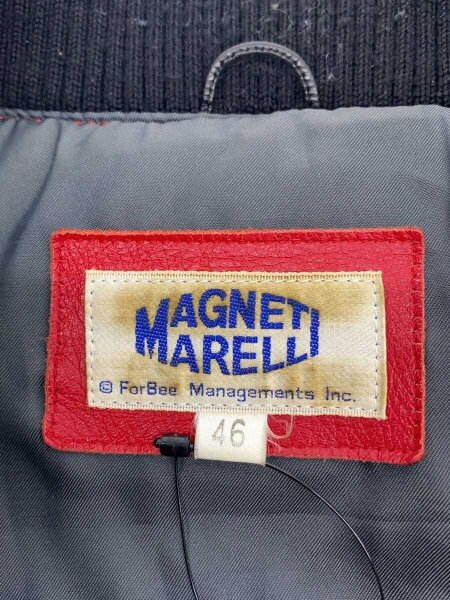 MAGNETI
MARELLI
© ForBee Managements Inc.
46